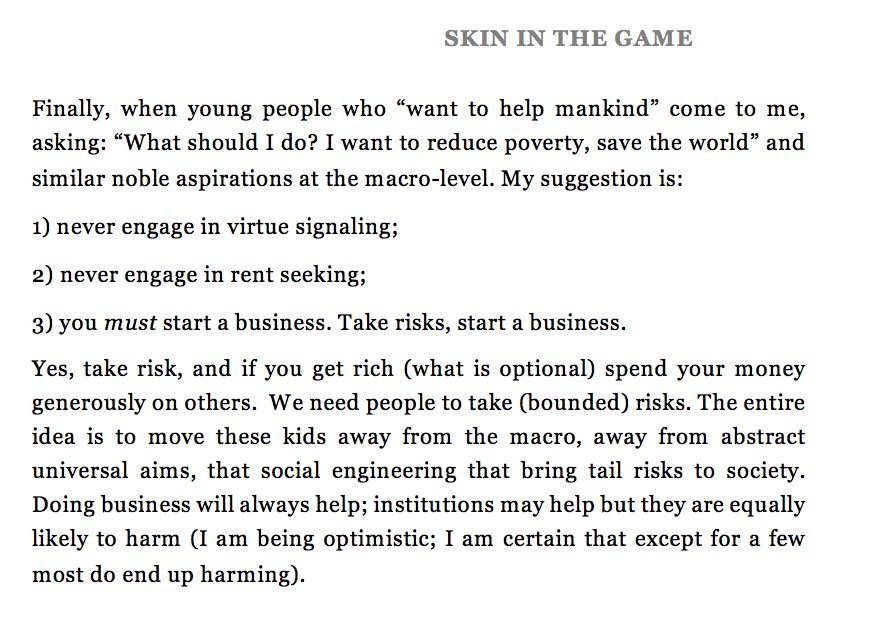 SKIN IN THE GAME
Finally, when young people who “want to help mankind” come to me,
asking: “What should I do? I want to reduce poverty, save the world” and
similar noble aspirations at the macro-level. My suggestion is:
1) never engage in virtue signaling;
2) never engage in rent seeking;
3) you must start a business. Take risks, start a business.
Yes, take risk, and if you get rich (what is optional) spend your money
generously on others.  We need people to take (bounded) risks. The entire
idea is to move these kids away from the macro, away from abstract
universal aims, that social engineering that bring tail risks to society.
Doing business will always help; institutions may help but they are equally
likely to harm (I am being optimistic; I am certain that except for a few
most do end up harming).